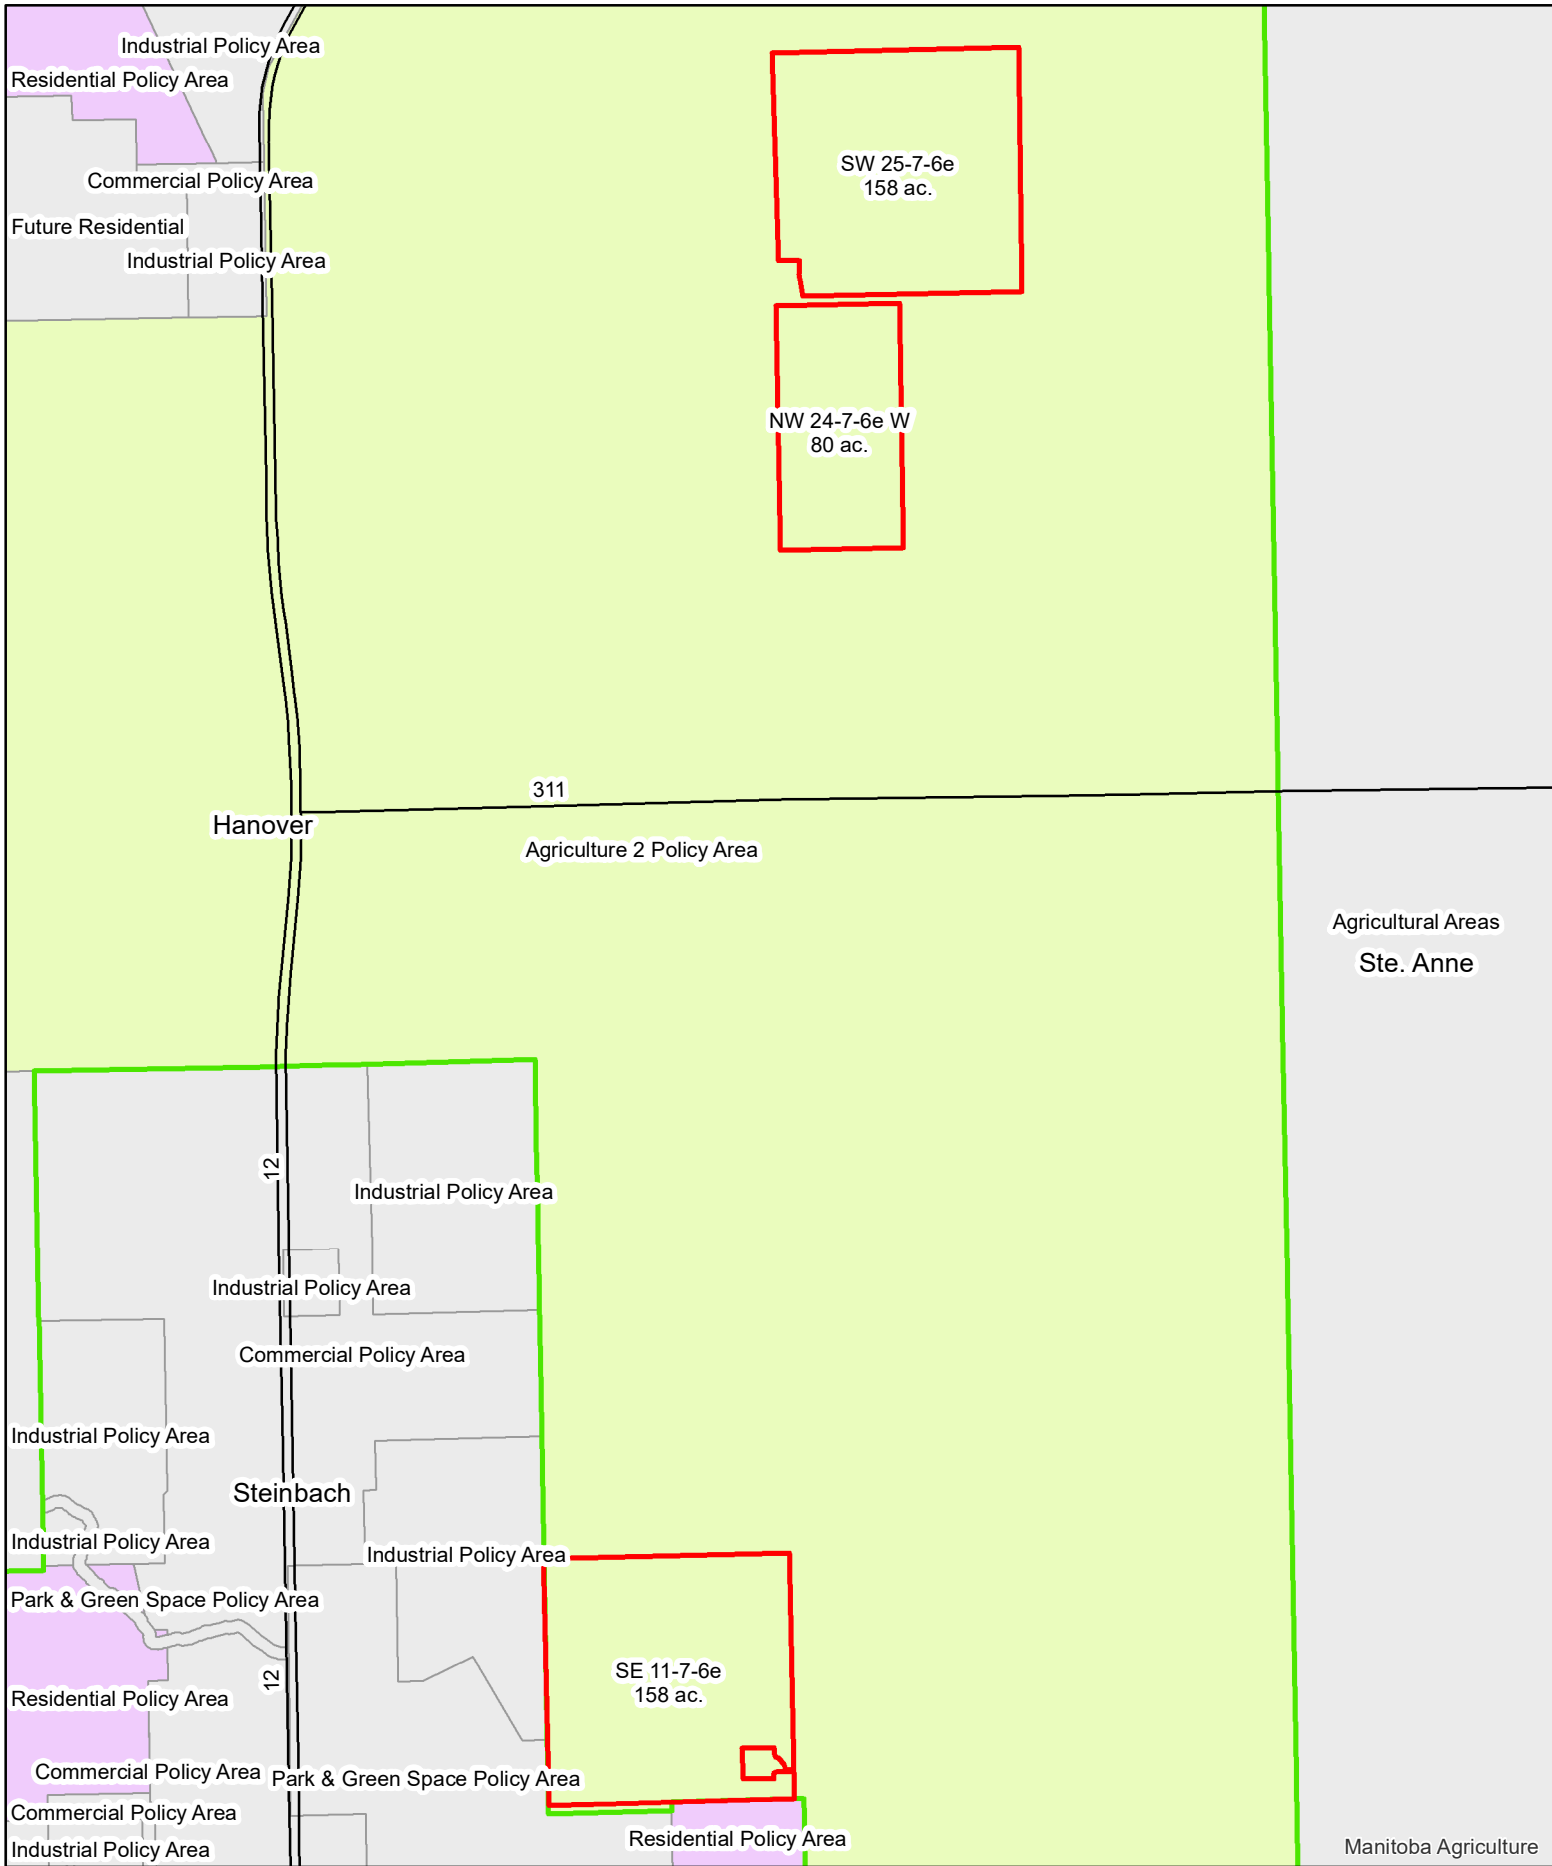 Industrial Policy Area
Residential Policy Area
SW 25-7-6e
158 ac.
Commercial Policy Area
Future Residential
Industrial Policy Area
NW 24-7-6e W
80 ac.
311
Hanover
Agriculture 2 Policy Area
Agricultural Areas
Ste. Anne
12
Industrial Policy Area
Industrial Policy Area
Commercial Policy Area
Industrial Policy Area
Steinbach
Industrial Policy Area
Industrial Policy Area
Park & Green Space Policy Area
SE 11-7-6e
158 ac.
12
Residential Policy Area
Commercial Policy Area
Park & Green Space Policy Area
Commercial Policy Area
Residential Policy Area
Industrial Policy Area
Manitoba Agriculture